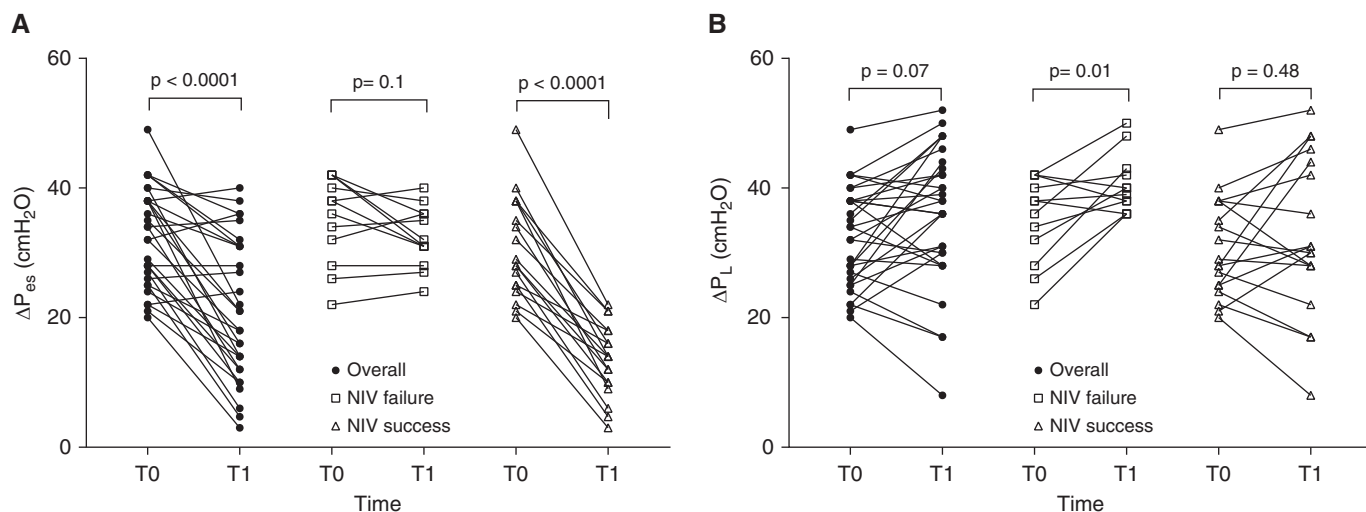 A
60
40
20
0
ΔPes (cmH2O)
p < 0.0001
p= 0.1
p < 0.0001
Overall
NIV failure
NIV success
T0 T1 T0 T1 T0 T1
Time
B
60
40
20
0
ΔPL (cmH2O)
p = 0.07
p = 0.01
p = 0.48
Overall
NIV failure
NIV success
T0 T1 T0 T1 T0 T1
Time